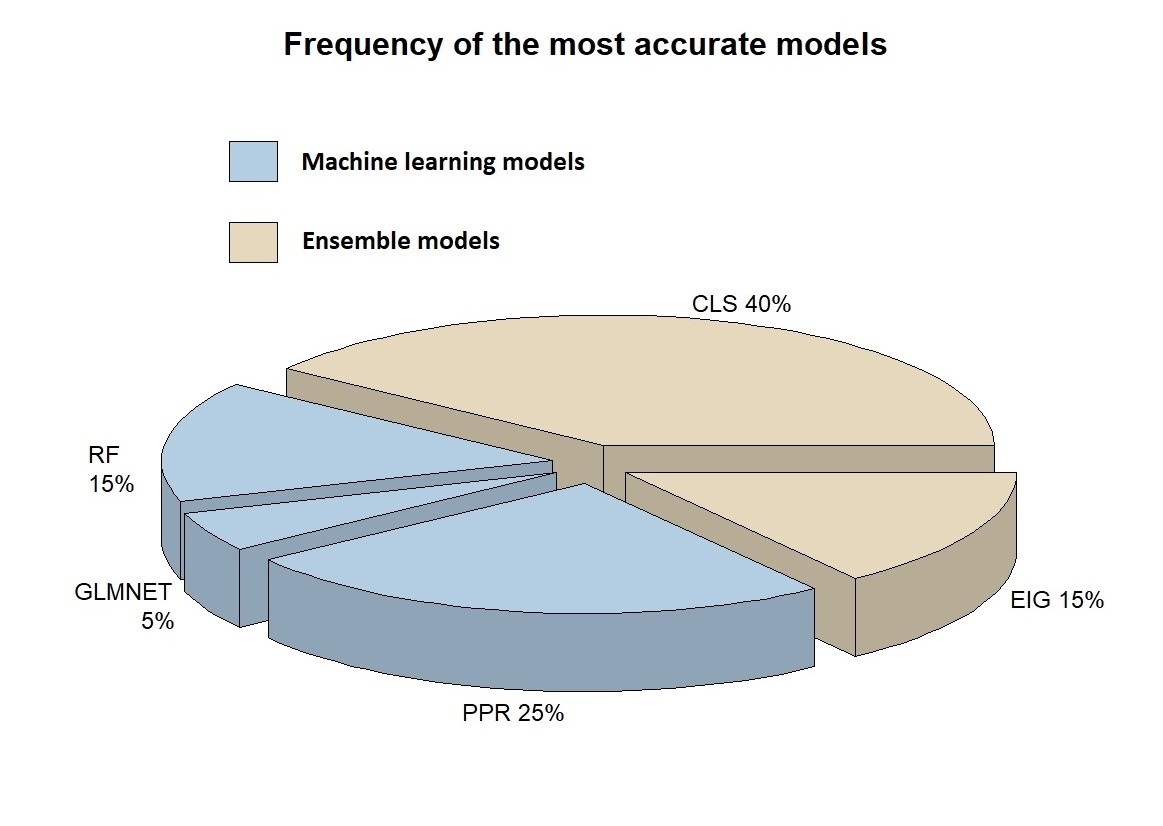 Frequency of the most accurate models
Machine learning models
Ensemble models
CLS 40%
RF
15%
GLMNET
5%
EIG 15%
PPR 25%